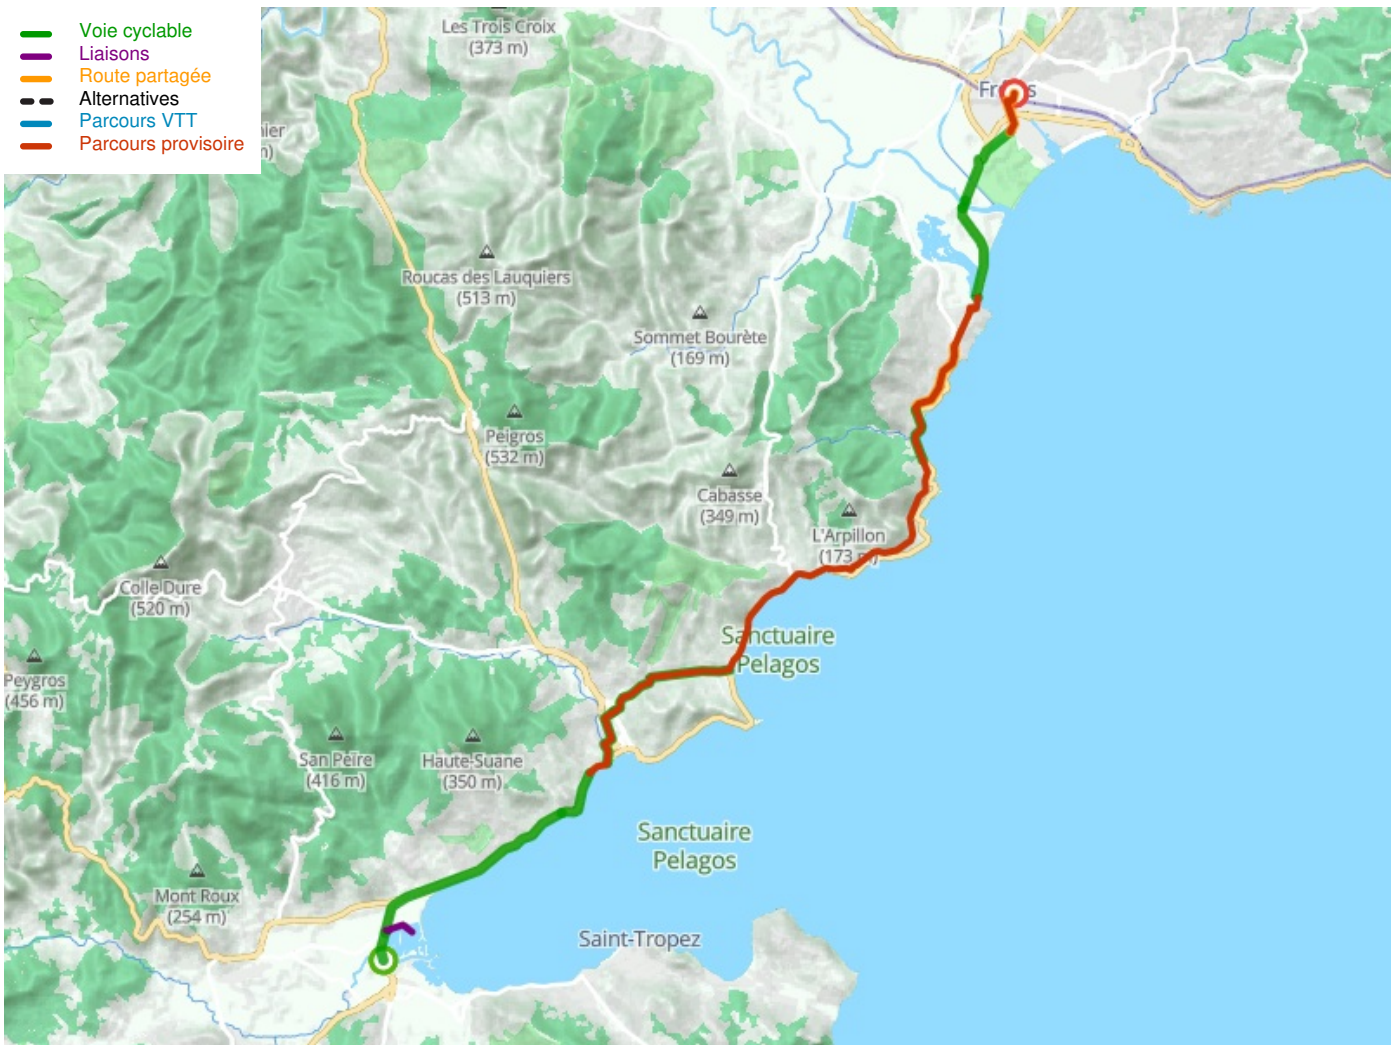 Voie cyclable
Liaisons
Route partagée
Alternatives
Parcours VTT
Parcours provisoire
Les Trois Croix
(373 m)
Roucas des Lauquiers
(513 m)
Sommet Bourète
(169 m)
Peigros
(532 m)
Cabasse
(349 m)
L'Arpillon
(173 m)
Colle Dure
(520 m)
Sanctuaire
Pelagos
Peygros
(456 m)
San Peïre
(416 m)
Haute-Suane
(350 m)
Sanctuaire
Pelagos
Mont Roux
(254 m)
Saint-Tropez